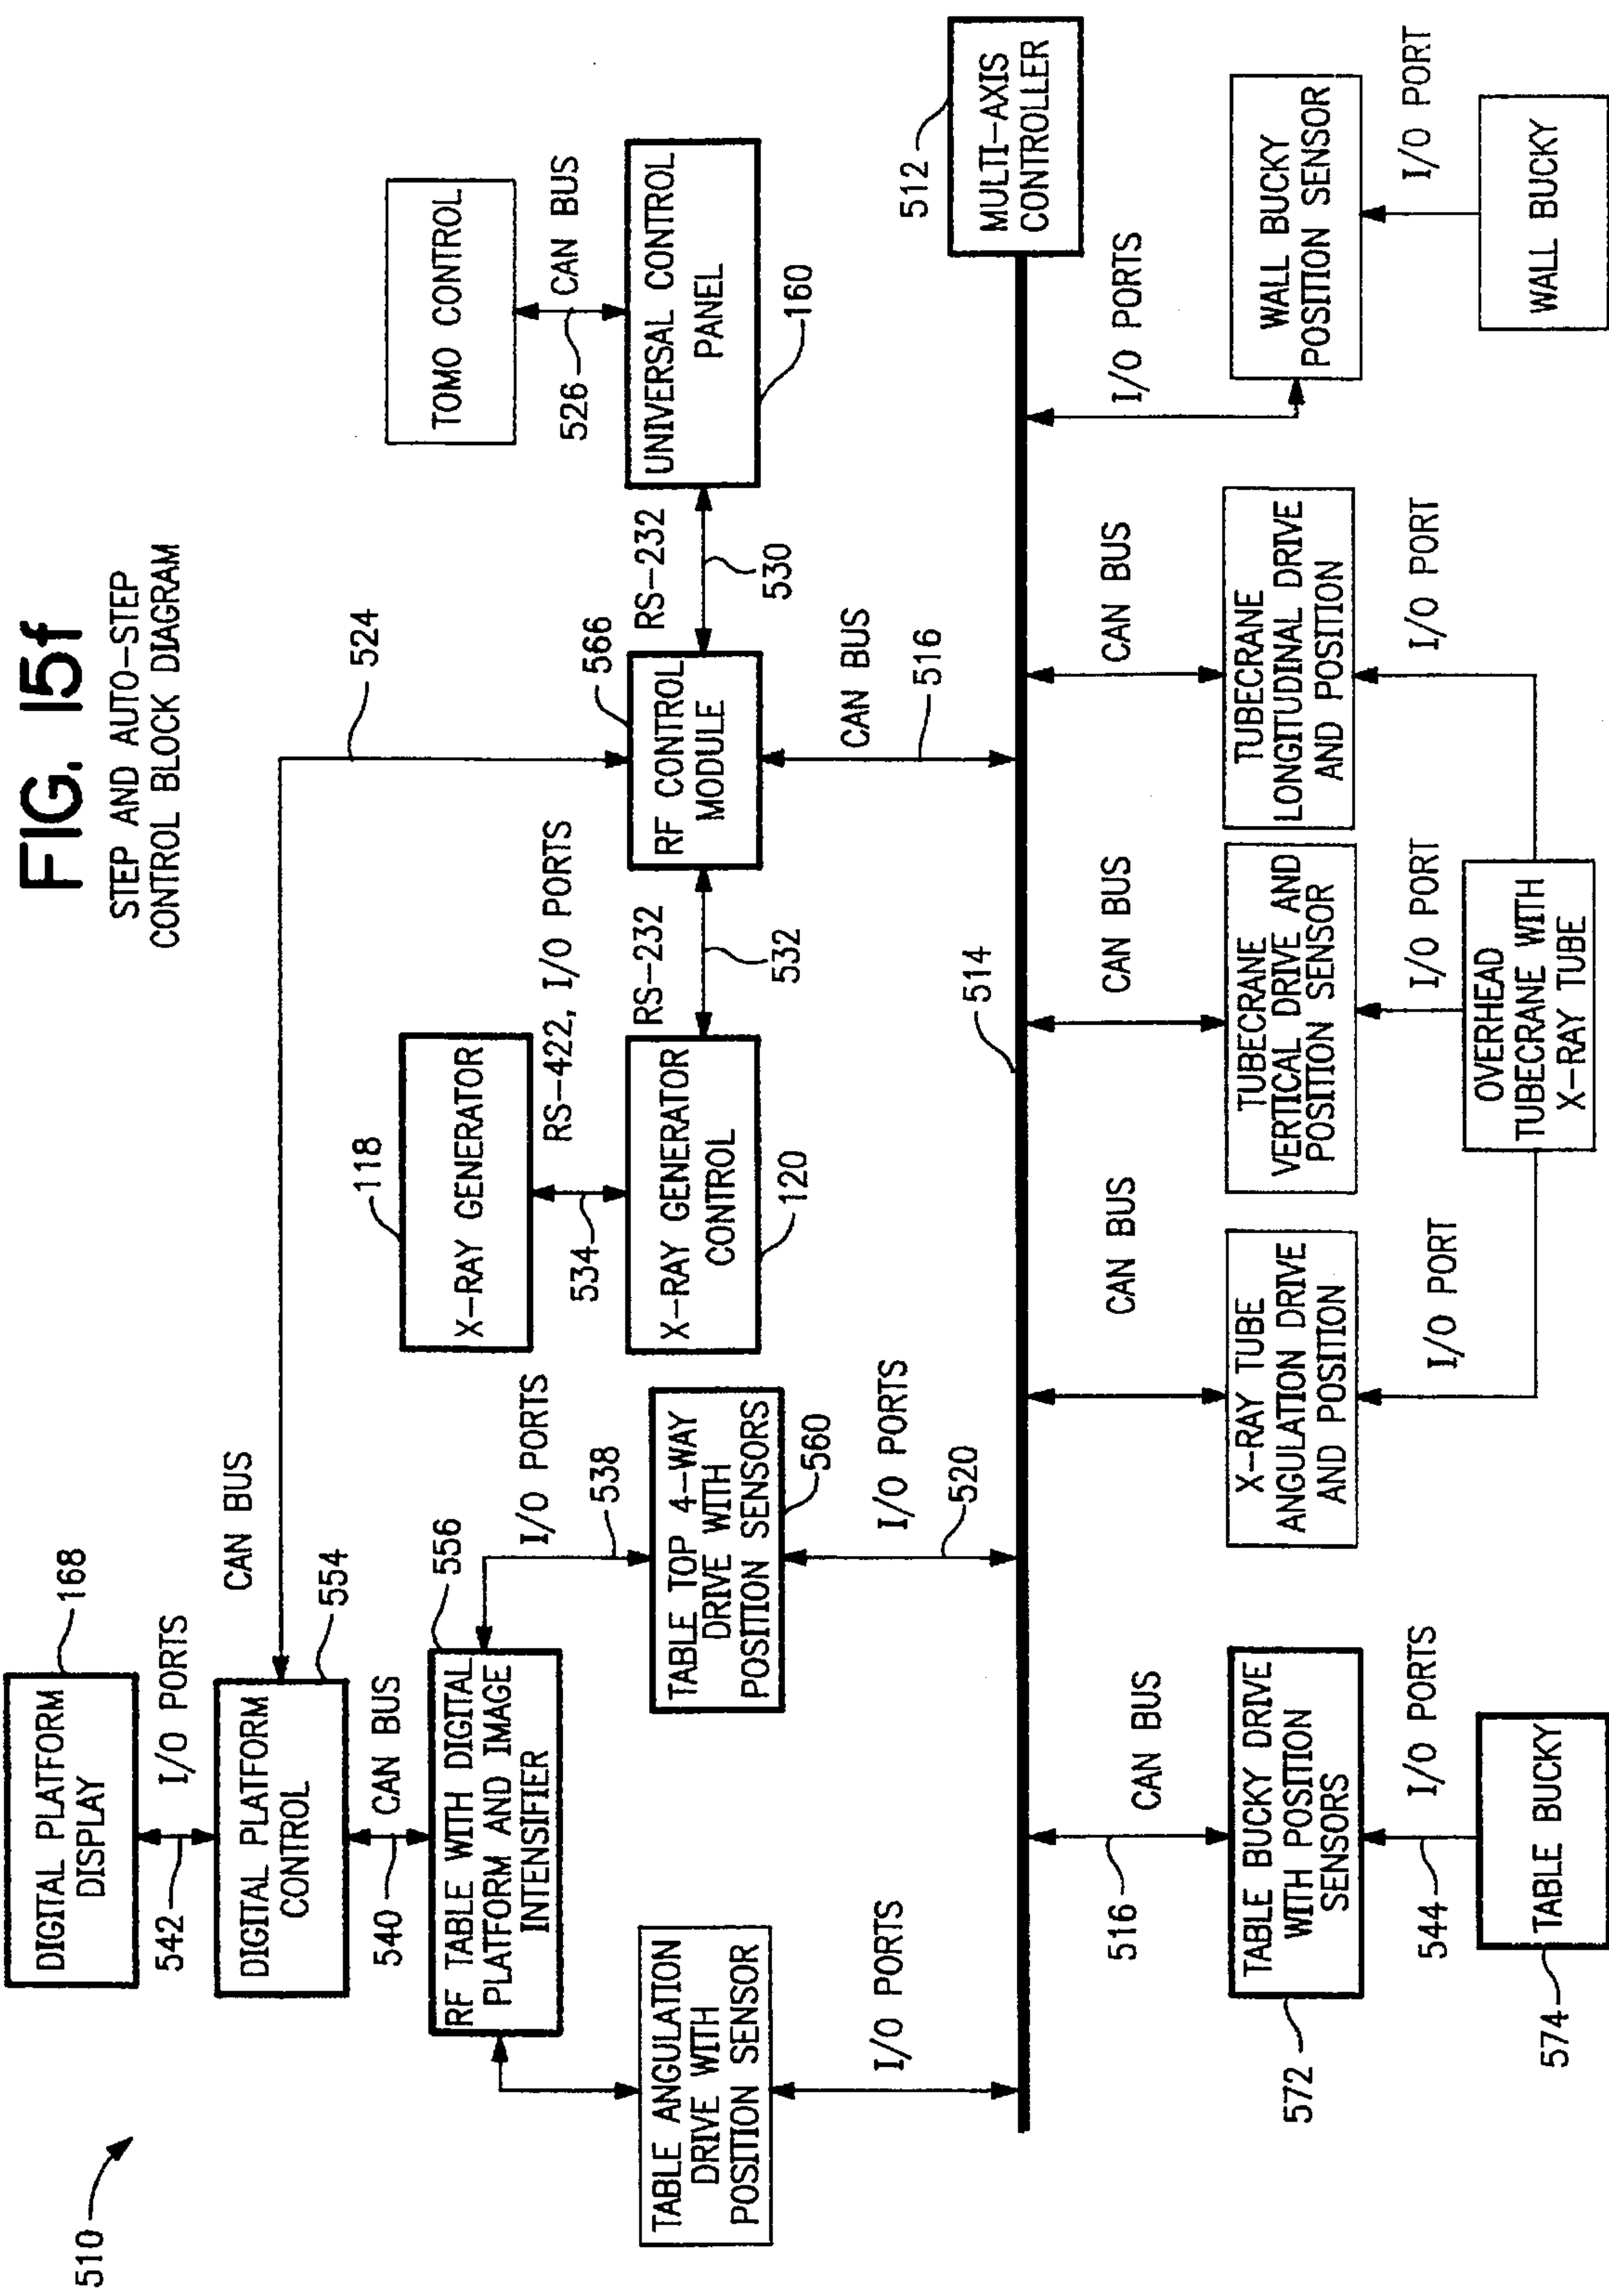 FIG. 15f
STEP AND AUTO-STEP
CONTROL BLOCK DIAGRAM
510
DIGITAL PLATFORM
DISPLAY
168
542
I/O PORTS
DIGITAL PLATFORM
CONTROL
554
CAN BUS
524
540
CAN BUS
556
RF TABLE WITH DIGITAL
PLATFORM AND IMAGE
INTENSIFIER
I/O PORTS
538
118
X-RAY GENERATOR
RS-422, I/O PORTS
534
TOMO CONTROL
526
CAN BUS
TABLE ANGULATION
DRIVE WITH
POSITION SENSOR
TABLE TOP 4-WAY
DRIVE WITH
POSITION SENSORS
560
X-RAY GENERATOR
CONTROL
120
RS-232
532
566
RF CONTROL
MODULE
RS-232
530
UNIVERSAL CONTROL
PANEL
160
I/O PORTS
I/O PORTS
520
CAN BUS
516
514
512
MULTI-AXIS
CONTROLLER
516
CAN BUS
CAN BUS
CAN BUS
CAN BUS
I/O PORTS
572
TABLE BUCKY DRIVE
WITH POSITION
SENSORS
X-RAY TUBE
ANGULATION DRIVE
AND POSITION
TUBECRANE
VERTICAL DRIVE AND
POSITION SENSOR
TUBECRANE
LONGITUDINAL DRIVE
AND POSITION
WALL BUCKY
POSITION SENSOR
544
I/O PORTS
I/O PORT
I/O PORT
I/O PORT
I/O PORT
574
TABLE BUCKY
OVERHEAD
TUBECRANE WITH
X-RAY TUBE
WALL BUCKY